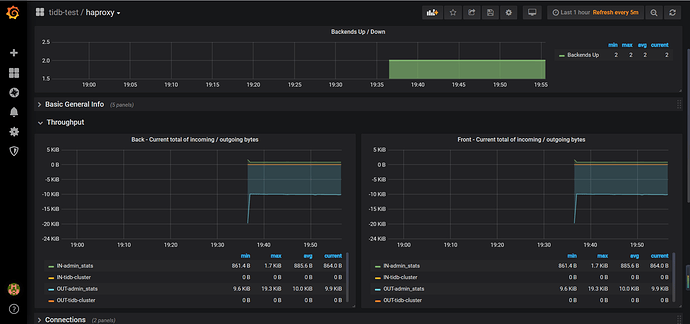 tidb-test / haproxy
Last 1 hour Refresh every 5m
Backends Up / Down
min max avg current
Backends Up 2 2 2 2
2.5
2.0
1.5
19:00 19:05 19:10 19:15 19:20 19:25 19:30 19:35 19:40 19:45 19:50 19:55
Basic General Info (5 panels)
Throughput
Back - Current total of incoming / outgoing bytes
5 KiB
0 B
-5 KiB
-10 KiB
-15 KiB
-20 KiB
-24 KiB
19:00 19:10 19:20 19:30 19:40 19:50
min max avg current
IN-admin_stats 861.4 B 1.7 KiB 885.6 B 864.0 B
IN-tidb-cluster 0 B 0 B 0 B 0 B
OUT-admin_stats 9.6 KiB 19.3 KiB 10.0 KiB 9.9 KiB
OUT-tidb-cluster 0 B 0 B 0 B 0 B
Front - Current total of incoming / outgoing bytes
5 KiB
0 B
-5 KiB
-10 KiB
-15 KiB
-20 KiB
-24 KiB
19:00 19:10 19:20 19:30 19:40 19:50
min max avg current
IN-admin_stats 861.4 B 1.7 KiB 885.6 B 864.0 B
IN-tidb-cluster 0 B 0 B 0 B 0 B
OUT-admin_stats 9.6 KiB 19.3 KiB 10.0 KiB 9.9 KiB
OUT-tidb-cluster 0 B 0 B 0 B 0 B
Connections (2 panels)